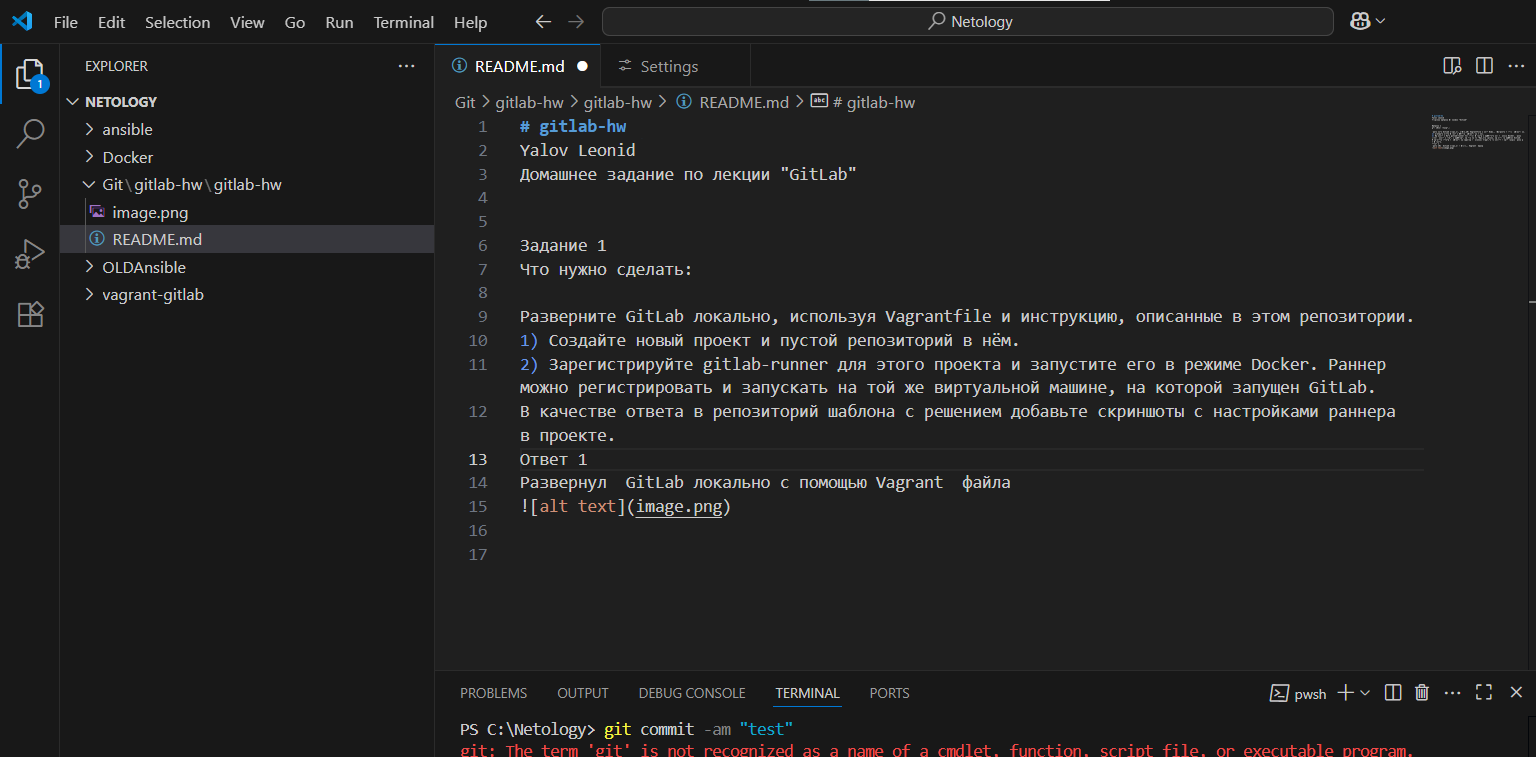 File Edit Selection View Go Run Terminal Help
Netology
EXPLORER
NETOLOGY
ansible
Docker
Git\gitlab-hw\gitlab-hw
image.png
README.md
OLDAnsible
vagrant-gitlab
1
README.md
Settings
Git > gitlab-hw > gitlab-hw > README.md > # gitlab-hw
1 # gitlab-hw
2 Yalov Leonid
3 Домашнее задание по лекции "GitLab"
4
5
6 Задание 1
7 Что нужно сделать:
8
9 Разверните GitLab локально, используя Vagrantfile и инструкцию, описанные в этом репозитории.
10 1) Создайте новый проект и пустой репозиторий в нём.
11 2) Зарегистрируйте gitlab-runner для этого проекта и запустите его в режиме Docker. Раннер
можно регистрировать и запускать на той же виртуальной машине, на которой запущен GitLab.
12 В качестве ответа в репозиторий шаблона с решением добавьте скриншоты с настройками раннера
в проекте.
13 Ответ 1
14 Развернул  GitLab локально с помощью Vagrant  файла
15 ![alt text](image.png)
16
17
PROBLEMS OUTPUT DEBUG CONSOLE TERMINAL PORTS
pwsh
PS C:\Netology> git commit -am "test"
git: The term 'git' is not recognized as a name of a cmdlet, function, script file, or executable program.